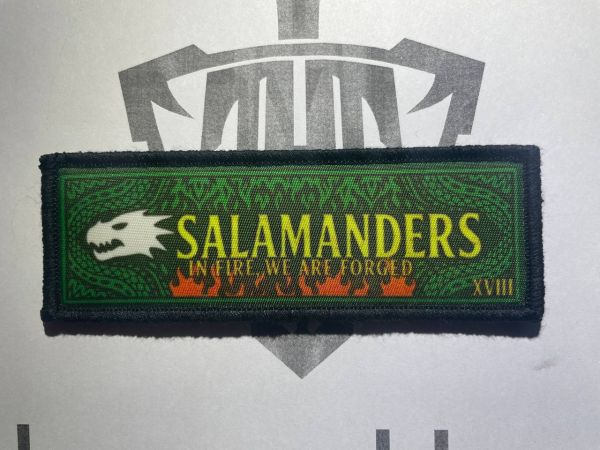 SALAMANDERS
IN FIRE, WE ARE FORGED
XVIII